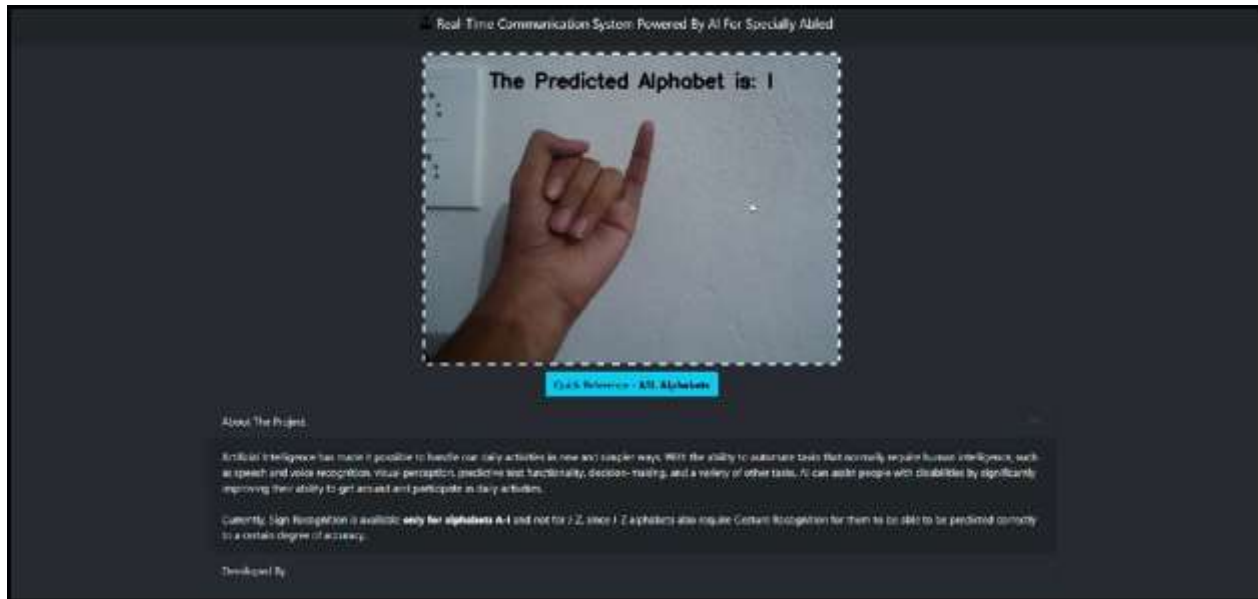 Real-Time Communication System Powered By AI For Specially Abled
The Predicted Alphabet is: I
Quick Reference - ASL Alphabets
About The Project
Artificial Intelligence has made it possible to handle our daily activities in new and simpler ways. With the ability to automate tasks that normally require human intelligence, such
as speech and voice recognition, visual perception, predictive text functionality, decision-making, and a variety of other tasks, AI can assist people with disabilities by significantly
improving their ability to get around and participate in daily activities.
Currently, Sign Recognition is available only for alphabets A-I and not for J-Z, since J-Z alphabets also require Gesture Recognition for them to be able to be predicted correctly
to a certain degree of accuracy.
Developed By